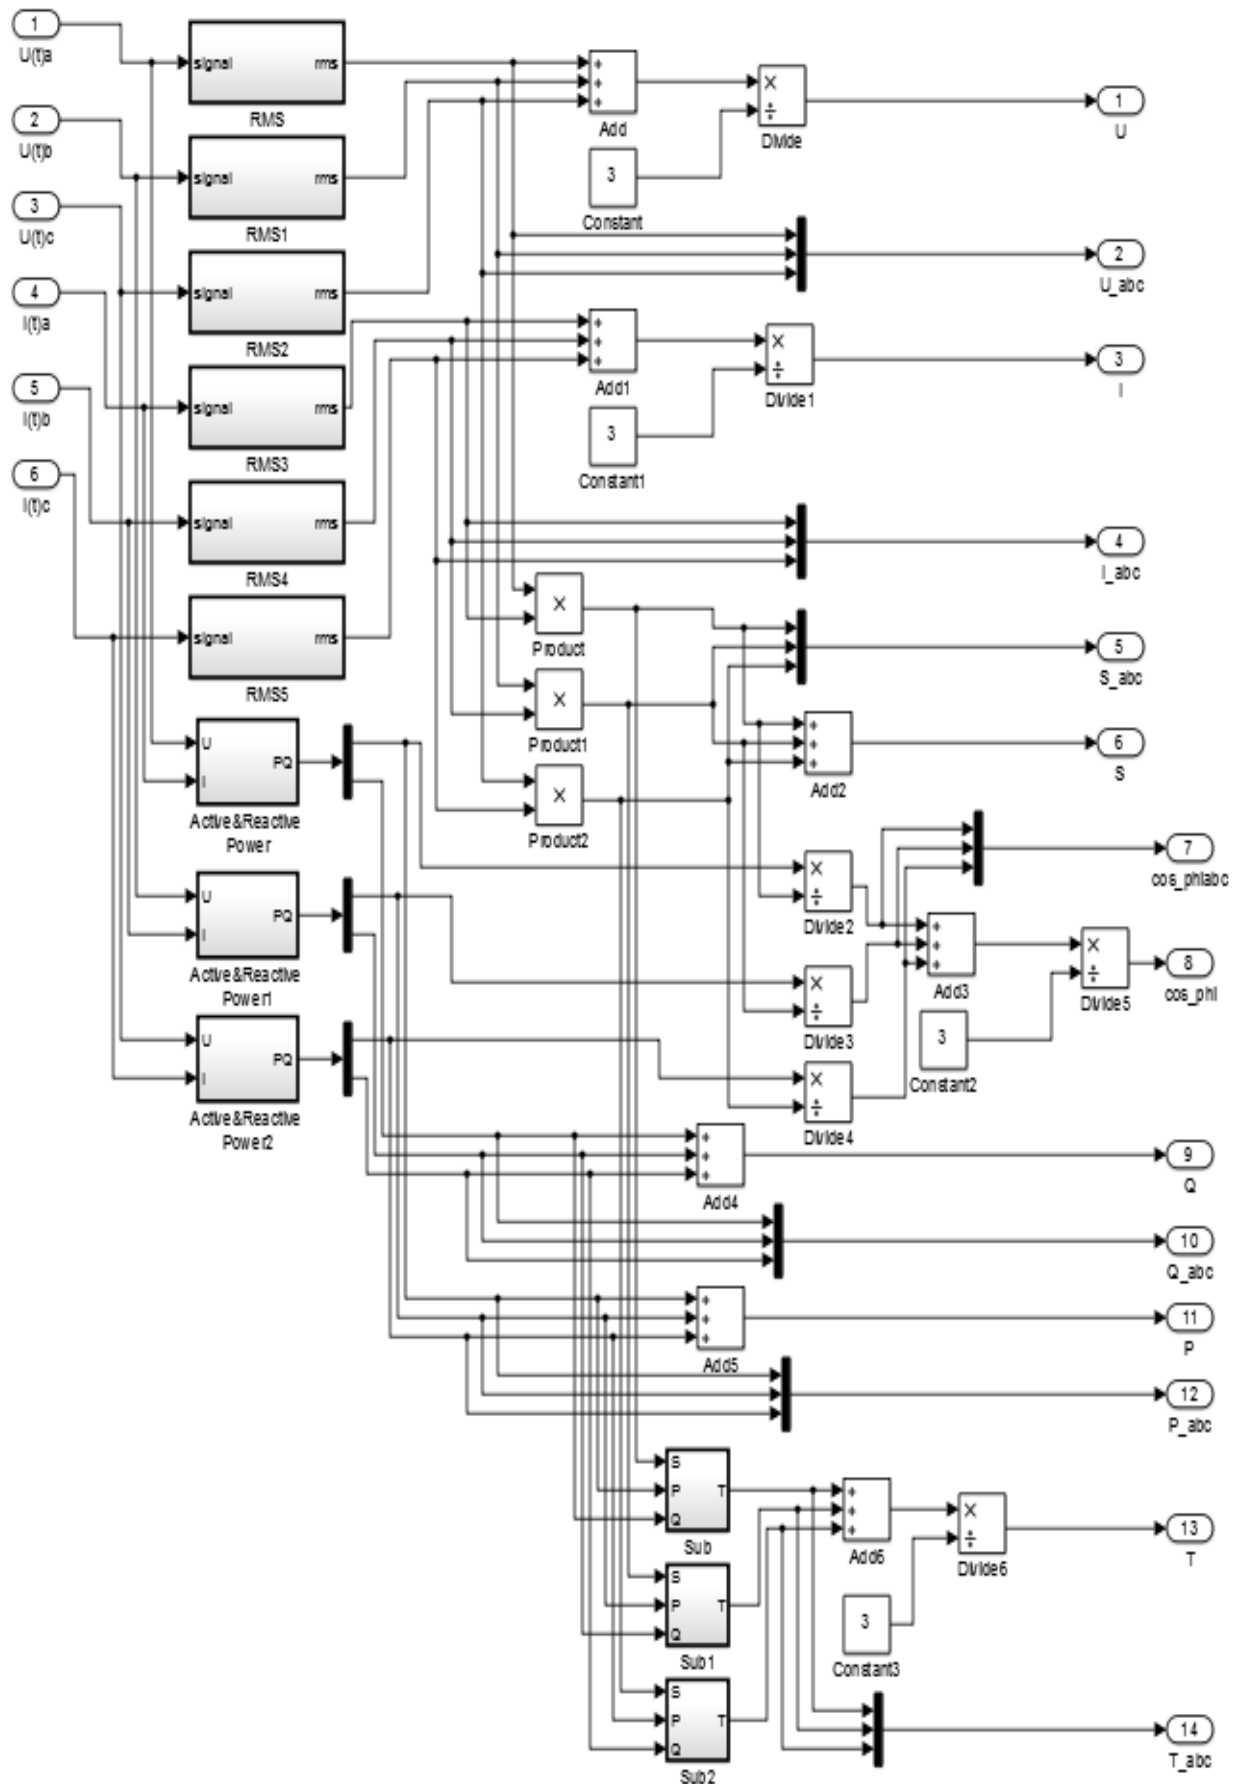 1
U(t)a
signal rms
RMS
+
+
+
Add
×
÷
Divide
1
U
2
U(t)b
signal rms
RMS1
3
Constant
3
U(t)c
2
U_abc
signal rms
RMS2
4
I(t)a
+
+
+
Add1
×
÷
Divide1
3
I
signal rms
RMS3
5
I(t)b
3
Constant1
6
I(t)c
signal rms
RMS4
4
I_abc
signal rms
RMS5
×
Product
5
S_abc
×
Product1
+
+
+
Add2
6
S
U
I
PQ
Active&Reactive
Power
×
Product2
7
cos_phiabc
×
÷
Divide2
U
I
PQ
Active&Reactive
Power1
+
+
+
Add3
×
÷
Divide5
8
cos_phi
×
÷
Divide3
3
Constant2
U
I
PQ
Active&Reactive
Power2
×
÷
Divide4
+
+
+
Add4
9
Q
10
Q_abc
+
+
+
Add5
11
P
12
P_abc
S
P
Q
T
Sub
+
+
+
Add6
×
÷
Divide6
13
T
S
P
Q
T
Sub1
3
Constant3
S
P
Q
T
Sub2
14
T_abc